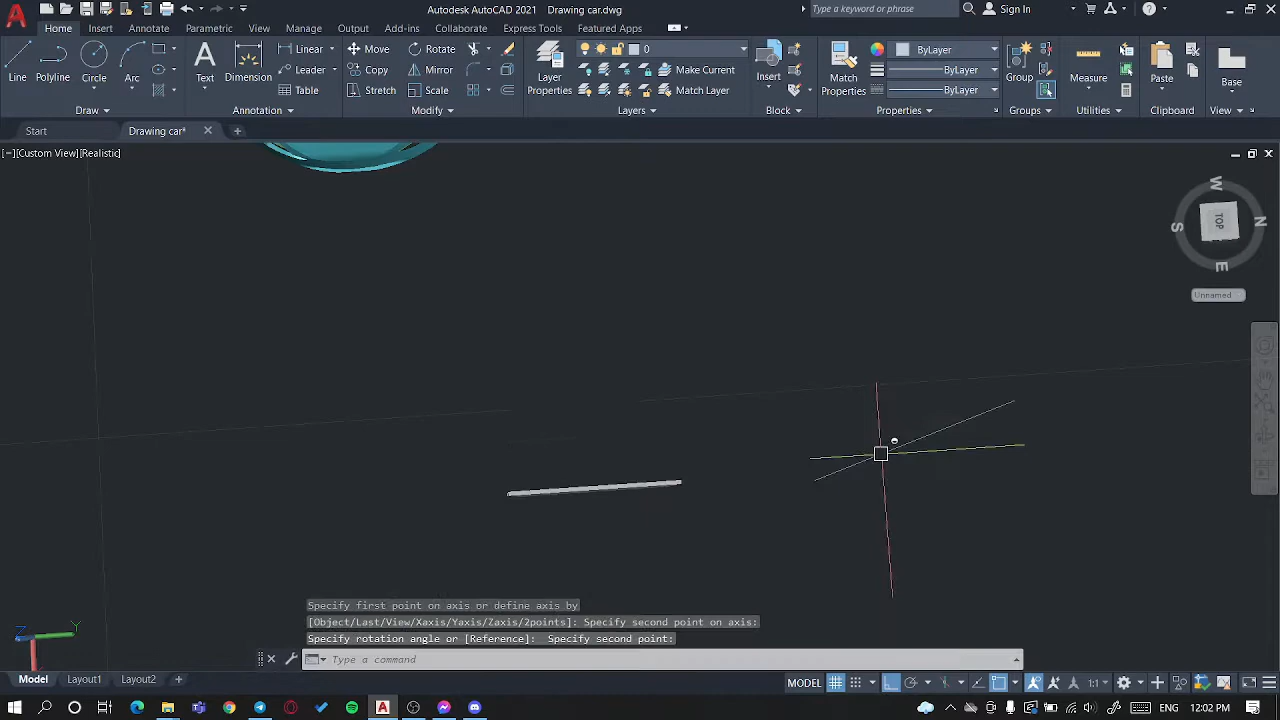 Autodesk AutoCAD 2021 Drawing car.dwg
Type a keyword or phrase
Sign In
Home Insert Annotate Parametric View Manage Output Add-ins Collaborate Express Tools Featured Apps
Line Polyline Circle Arc
Text Dimension
Linear
Leader
Table
Move Rotate
Copy Mirror
Stretch Scale
Layer Properties
0
Make Current
Match Layer
Insert
Match Properties
ByLayer
ByLayer
ByLayer
Group
Measure
Paste
Base
Draw Annotation Modify Layers Block Properties Groups Utilities Clipboard View
Start Drawing car*
[−][Custom View][Realistic]
W
TOP
S N
E
Unnamed
Specify first point on axis or define axis by
[Object/Last/View/Xaxis/Yaxis/Zaxis/2points]: Specify second point on axis:
Specify rotation angle or [Reference]: Specify second point:
Z Y
Type a command
Model Layout1 Layout2
MODEL 1:1
ENG 12:02 PM